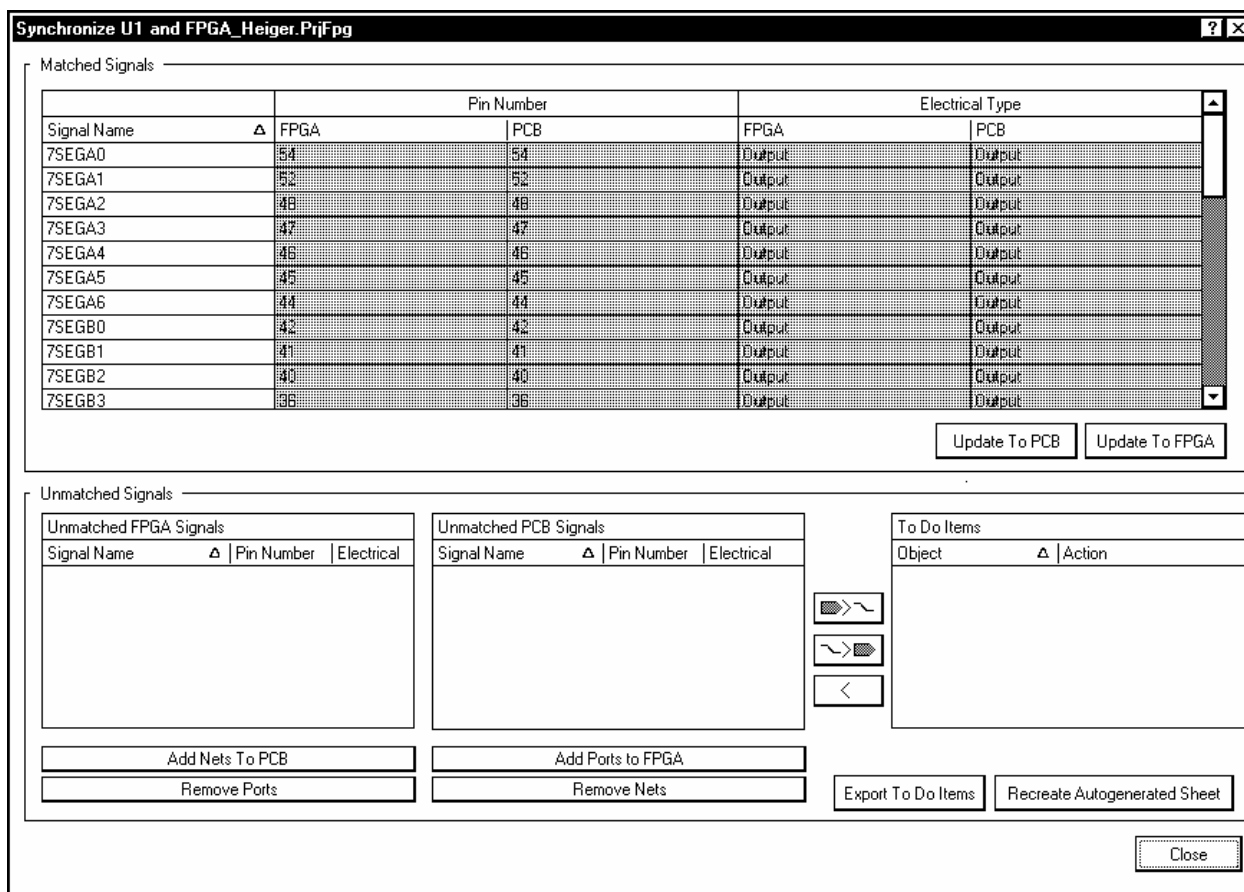 Synchronize U1 and FPGA_Heiger.PrjFpg
Matched Signals
Pin Number Electrical Type
Signal Name FPGA PCB FPGA PCB
7SEGA0 54 54 Output Output
7SEGA1 52 52 Output Output
7SEGA2 48 48 Output Output
7SEGA3 47 47 Output Output
7SEGA4 46 46 Output Output
7SEGA5 45 45 Output Output
7SEGA6 44 44 Output Output
7SEGB0 42 42 Output Output
7SEGB1 41 41 Output Output
7SEGB2 40 40 Output Output
7SEGB3 36 36 Output Output
Update To PCB Update To FPGA
Unmatched Signals
Unmatched FPGA Signals Unmatched PCB Signals To Do Items
Signal Name Pin Number Electrical Signal Name Pin Number Electrical Object Action
Add Nets To PCB Add Ports to FPGA
Remove Ports Remove Nets Export To Do Items Recreate Autogenerated Sheet
Close